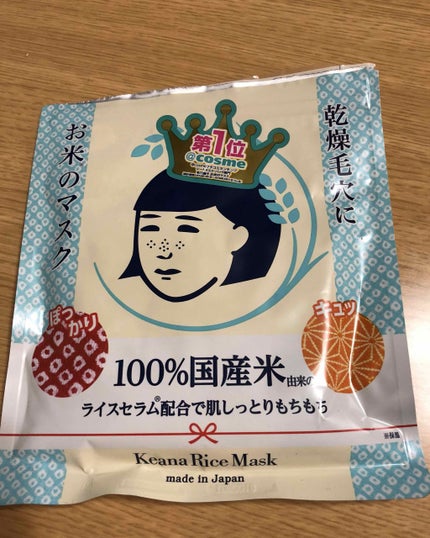 乾燥毛穴に
お米のマスク
第1位
@cosme
ぽっかり
キュッ
100%国産米由来の
ライスセラム®配合で肌しっとりもちもち
※保湿
Keana Rice Mask
made in Japan